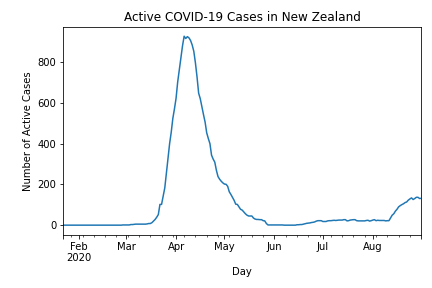 Active COVID-19 Cases in New Zealand
Number of Active Cases
800
600
400
200
0
Feb Mar Apr May Jun Jul Aug
2020
Day